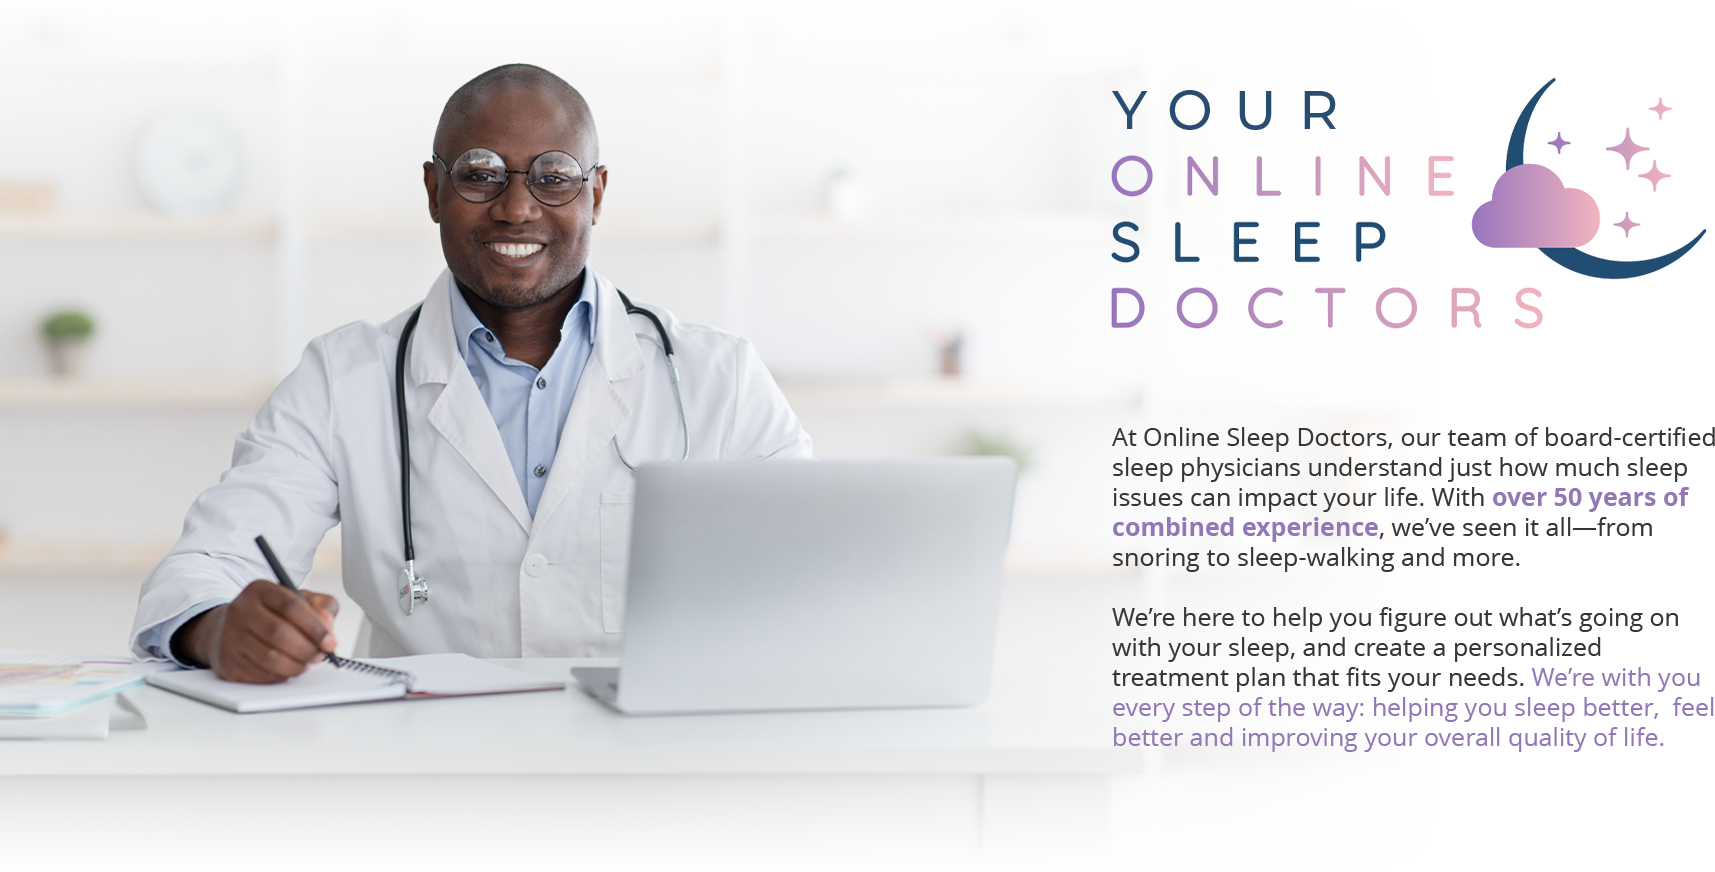 YOUR
ONLINE
SLEEP
DOCTORS
At Online Sleep Doctors, our team of board-certified
sleep physicians understand just how much sleep
issues can impact your life. With over 50 years of
combined experience, we’ve seen it all—from
snoring to sleep-walking and more.
We’re here to help you figure out what’s going on
with your sleep, and create a personalized
treatment plan that fits your needs. We’re with you
every step of the way: helping you sleep better,  feel
better and improving your overall quality of life.